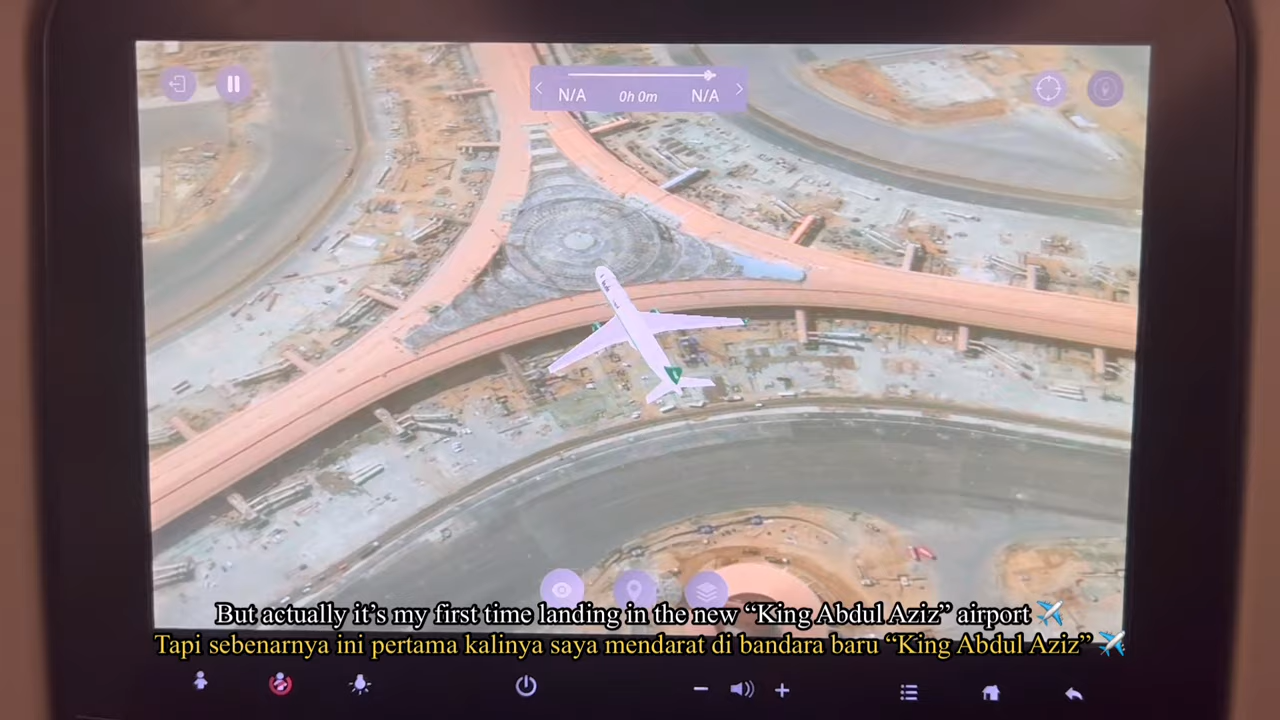 N/A 0h 0m N/A
But actually it's my first time landing in the new “King Abdul Aziz” airport ✈️
Tapi sebenarnya ini pertama kalinya saya mendarat di bandara baru “King Abdul Aziz” ✈️